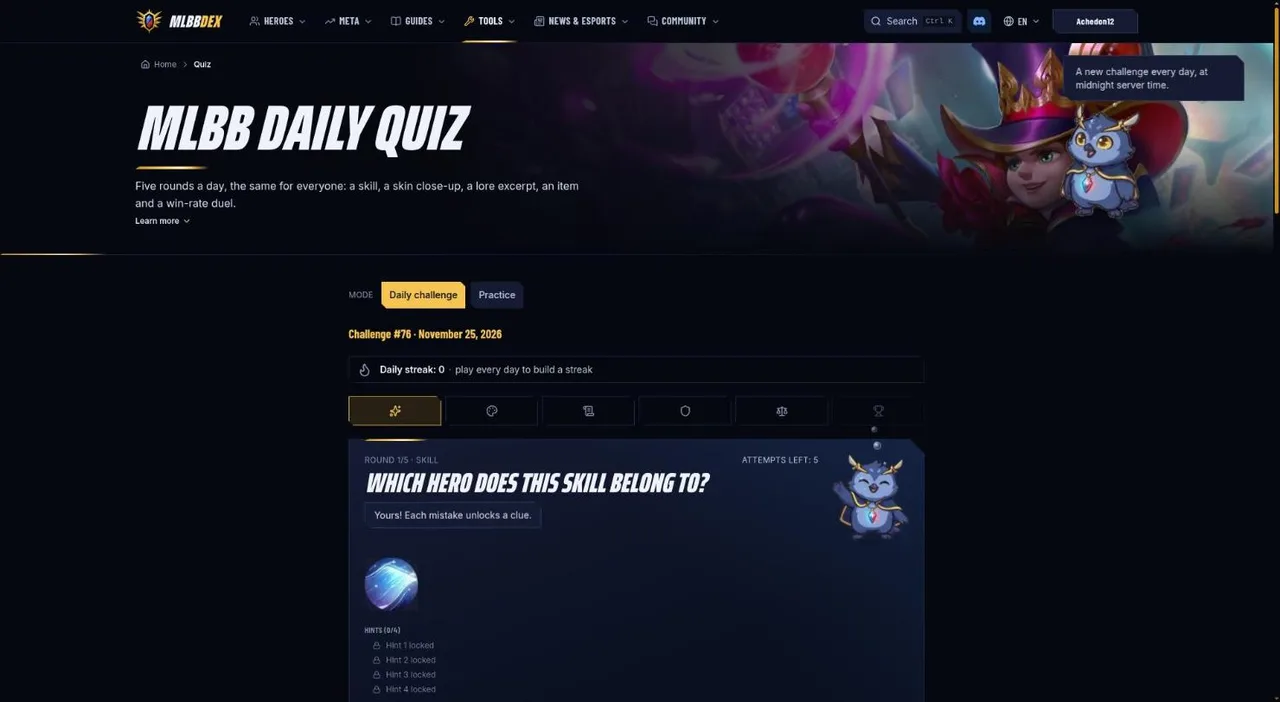 MLBBDEX
HEROES
META
GUIDES
TOOLS
NEWS & ESPORTS
COMMUNITY
Search Ctrl K
EN
Achedon12
Home > Quiz
A new challenge every day, at
midnight server time.
MLBB DAILY QUIZ
Five rounds a day, the same for everyone: a skill, a skin close-up, a lore excerpt, an item
and a win-rate duel.
Learn more
MODE Daily challenge Practice
Challenge #76 · November 25, 2026
Daily streak: 0 · play every day to build a streak
ROUND 1/5 · SKILL
ATTEMPTS LEFT: 5
WHICH HERO DOES THIS SKILL BELONG TO?
Yours! Each mistake unlocks a clue.
HINTS (0/4)
Hint 1 locked
Hint 2 locked
Hint 3 locked
Hint 4 locked